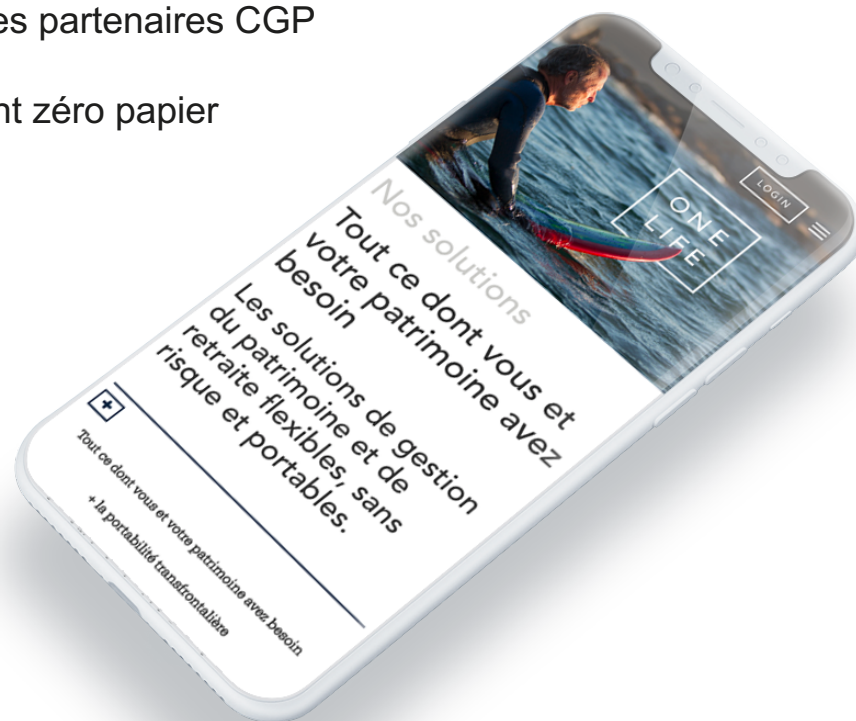 es partenaires CGP
nt zéro papier
LOGIN
ONE
LIFE
Nos solutions
Tout ce dont vous et
votre patrimoine avez
besoin
Les solutions de gestion
du patrimoine et de
retraite flexibles, sans
risque et portables.
+
Tout ce dont vous et votre patrimoine avez besoin
+ la portabilité transfrontalière